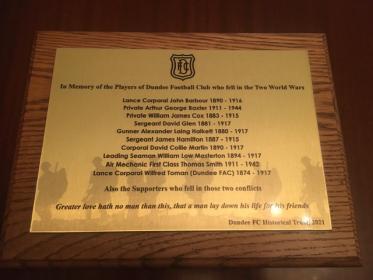 In Memory of the Players of Dundee Football Club who fell in the Two World Wars
Lance Corporal John Barbour 1890 - 1916
Private Arthur George Baxter 1911 - 1944
Private William James Cox 1883 - 1915
Sergeant David Glen 1881 - 1917
Gunner Alexander Laing Halkett 1880 - 1917
Sergeant James Hamilton 1887 - 1915
Corporal David Collie Martin 1890 - 1917
Leading Seaman William Low Masterton 1894 - 1917
Air Mechanic First Class Thomas Smith 1911 - 1942
Lance Corporal Wilfred Toman (Dundee FAC) 1874 - 1917
Also the Supporters who fell in those two conflicts
Greater love hath no man than this, that a man lay down his life for his friends
Dundee FC Historical Trust, 2021